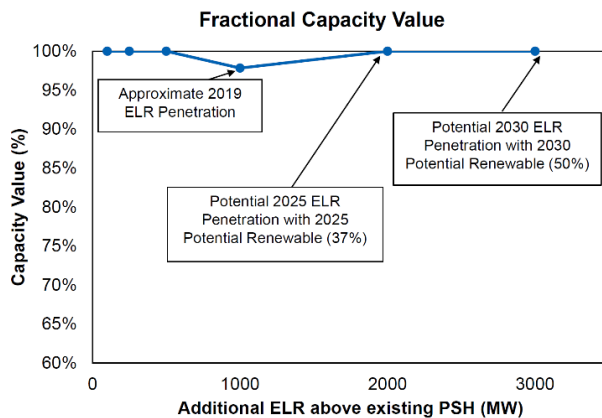 Fractional Capacity Value
100%
95%
90%
85%
80%
75%
70%
65%
60%
Capacity Value (%)
Approximate 2019
ELR Penetration
Potential 2025 ELR
Penetration with 2025
Potential Renewable (37%)
Potential 2030 ELR
Penetration with 2030
Potential Renewable (50%)
0
1000
2000
3000
Additional ELR above existing PSH (MW)